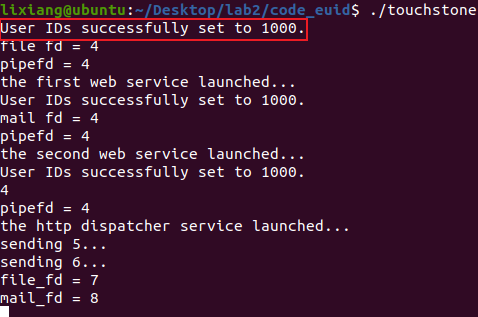 lixiang@ubuntu:~/Desktop/lab2/code_euid$ ./touchstone
User IDs successfully set to 1000.
file fd = 4
pipefd = 4
the first web service launched...
User IDs successfully set to 1000.
mail fd = 4
pipefd = 4
the second web service launched...
User IDs successfully set to 1000.
4
pipefd = 4
the http dispatcher service launched...
sending 5...
sending 6...
file_fd = 7
mail_fd = 8